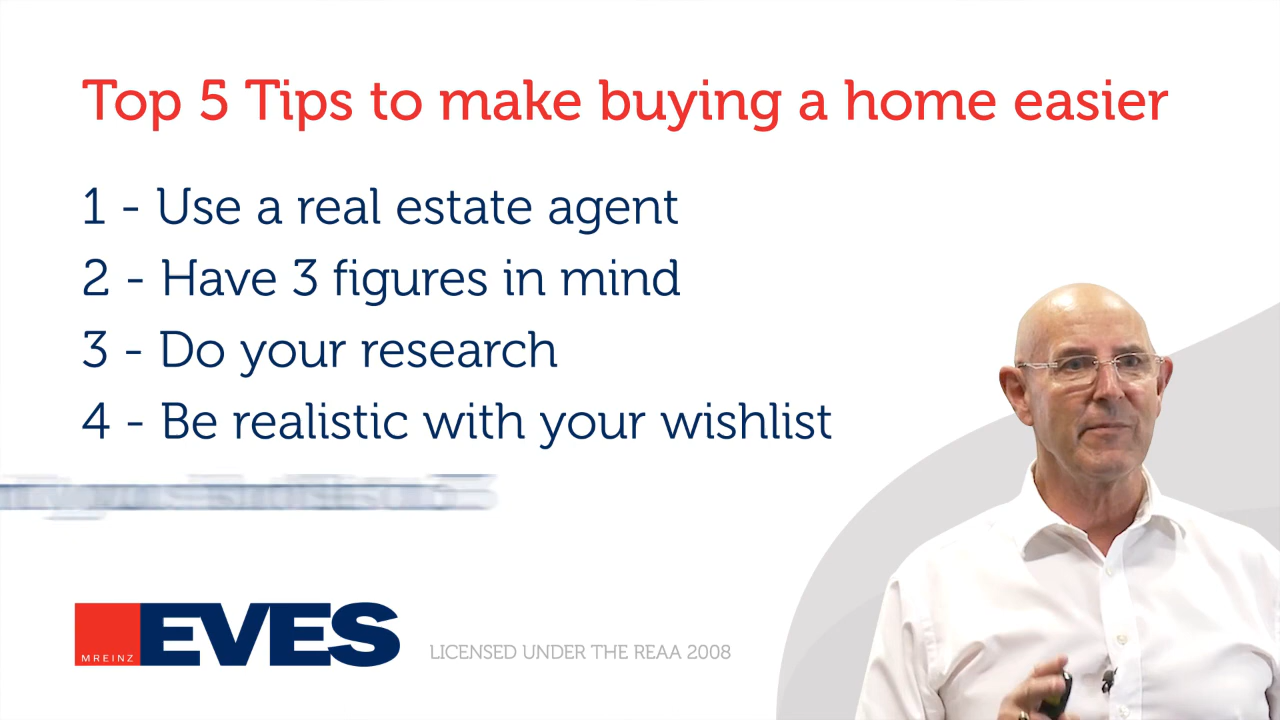 Top 5 Tips to make buying a home easier
1 - Use a real estate agent
2 - Have 3 figures in mind
3 - Do your research
4 - Be realistic with your wishlist
MREINZ
EVES
LICENSED UNDER THE REAA 2008